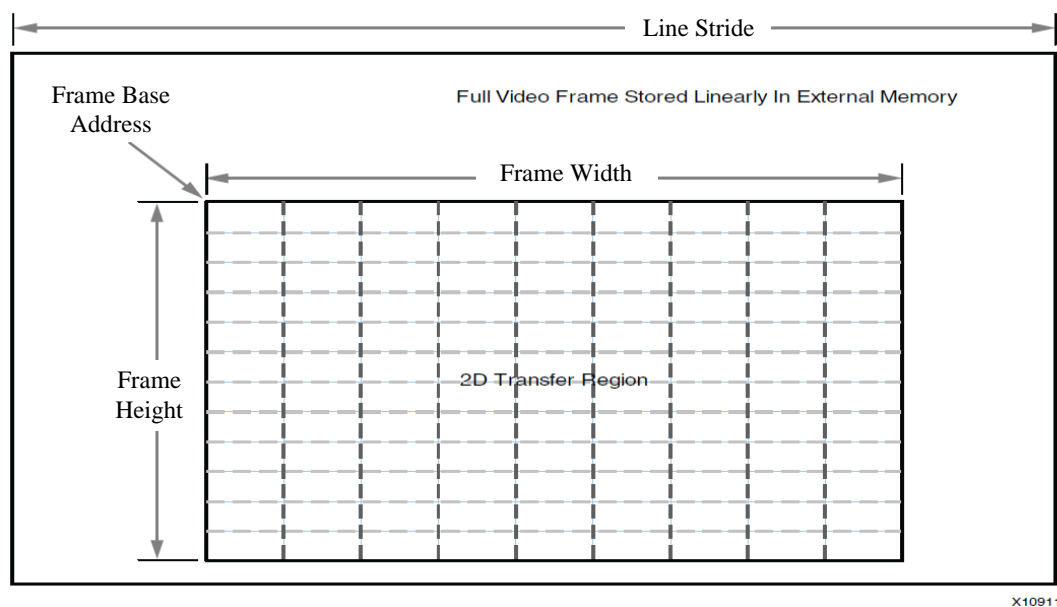 Line Stride
Frame Base
Address
Full Video Frame Stored Linearly In External Memory
Frame Width
Frame
Height
2D Transfer Region
X10911